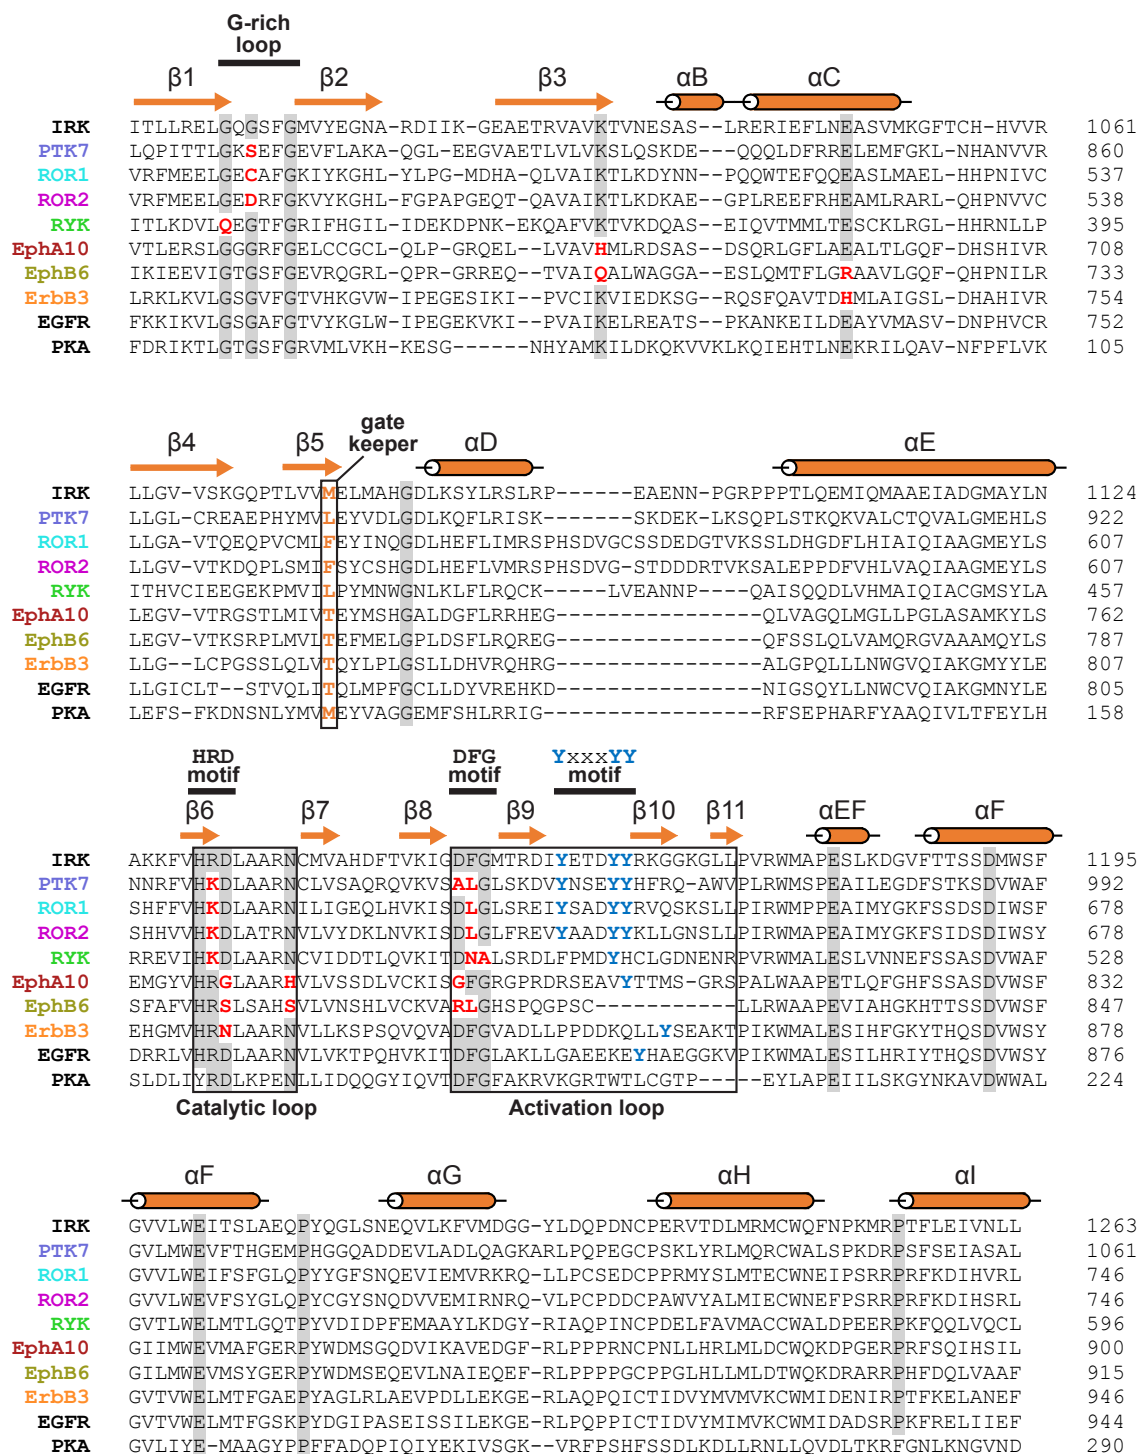 G-rich
loop
β1 β2 β3 αB αC
IRK ITLLRELGQGSFGMVYEGNA-RDIIK-GEAETRVAVKTVNESAS--LRERIEFLNEASVMKGFTCH-HVVR 1061
PTK7 LQPITTLGKSSEFGEVFLAKA-QGL-EEGVAETLVLVKSLQSKDE--QQQLDFRRELEMFGKL-NHANVVR 860
ROR1 VRFMEELGECAFGKIYKGHL-YLPG-MDHA-QLVAIKTLKDYNN--PQQWTEFQQEASLMAEL-HHPNIVC 537
ROR2 VRFMEELGEDRFGKVYKGHL-FGPAPGEQT-QAVAIKTLKDKAE--GPLREEFRHEAMLRARL-QHPNVVC 538
RYK ITLKDVLQEGTFGRIFHGIL-IDEKDPNK-EKQAFVKTVKDQAS--EIQVTMMLTESCKLRGL-HHRNLLP 395
EphA10 VTLERSLGGGRFGELCCGCL-QLP-GRQEL--LVAVHMLRDSAS--DSQRLGFLAEALTLGQF-DHSHIVR 708
EphB6 IKIEEVIGTGSFGEVRQGRL-QPR-GRREQ--TVAIQALWAGGA--ESLQMTFLGRAAVLGQF-QHPNILR 733
ErbB3 LRKLKVLGSGVFGTVHKGVW-IPEGESIKI--PVCIKVIEDKSG--RQSFQAVTDHMLAIGSL-DHAHIVR 754
EGFR FKKIKVLGSGAFGTVYKGLW-IPEGEKVKI--PVAIKELREATS--PKANKEILDEAYVMASV-DNPHVCR 752
PKA FDRIKTLGTGSFGRVMLVKH-KESG------NHYAMKILDKQKVVKLKQIEHTLNEKRILQAV-NFPFLVK 105
gate
keeper
β4 β5 αD αE
IRK LLGV-VSKGQPTLVVMELMAHGDLKSYLRSLRP------EAENN-PGRPPPTLQEMIQMAAEIADGMAYLN 1124
PTK7 LLGL-CREAEPHYMVLEYVDLGDLKQFLRISK-------SKDEK-LKSQPLSTKQKVALCTQVALGMEHLS 922
ROR1 LLGA-VTQEQPVCMLFEYINQGDLHEFLIMRSPHSDVGCSSDEDGTVKSSLDHGDFLHIAIQIAAGMEYLS 607
ROR2 LLGV-VTKDQPLSMIFSYCSHGDLHEFLVMRSPHSDVG-STDDDRTVKSALEPPDFVHLVAQIAAGMEYLS 607
RYK ITHVCIEEGEKPMVILPYMNWGNLKLFLRQCK----LVEANNP---QAISQQDLVHMAIQIACGMSYLA 457
EphA10 LEGV-VTRGSTLMIVTEYMSHGALDGFLRRHEG----------------QLVAGQLMGLLPGLASAMKYLS 762
EphB6 LEGV-VTKSRPLMVLTEFMELGPLDSFLRQREG----------------QFSSLQLVAMQRGVAAAMQYLS 787
ErbB3 LLG--LCPGSSLQLVTQYLPLGSLLDHVRQHRG----------------ALGPQLLLNWGVQIAKGMYYLE 807
EGFR LLGICLT--STVQLITQLMPFGCLLDYVREHKD----------------NIGSQYLLNWCVQIAKGMNYLE 805
PKA LEFS-FKDNSNLYMVMEYVAGGEMFSHLRRIG-----------------RFSEPHARFYAAQIVLTFEYLH 158
HRD DFG YxxxYY
motif motif motif
β6 β7 β8 β9 β10 β11 αEF αF
IRK AKKFVHRDLAARNCMVAHDFTVKIGDFGMTRDIYETDYYRKGGKGLLPVRWMAPESLKDGVFTTSSDMWSF 1195
PTK7 NNRFVHKDLAARNCLVSAQRQVKVSALGLSKDVYNSEYYHFRQ-AWVPLRWMSPEAILEGDFSTKSDVWAF 992
ROR1 SHFFVHKDLAARNILIGEQLHVKISDLGLSREIYSADYYRVQSKSLLPIRWMPPEAIMYGKFSSDSDIWSF 678
ROR2 SHHVVHKDLATRNVLVYDKLNVKISDLGLFREVYAADYYKLLGNSLLPIRWMAPEAIMYGKFSIDSDIWSY 678
RYK RREVIHKDLAARNCVIDDTLQVKITDNALSRDLFPMDYHCLGDNENRPVRWMALESLVNNEFSSASDVWAF 528
EphA10 EMGYVHRGLAARHVLVSSDLVCKISGFGRGPRDRSEAVYTTMS-GRSPALWAAPETLQFGHFSSASDVWSF 832
EphB6 SFAFVHRSLSAHSVLVNSHLVCKVARLGHSPQGPSC-------------LLRWAAPEVIAHGKHTTSSDVWSF 847
ErbB3 EHGMVHRNLAARNVLLKSPSQVQVADFGVADLLPPDDKQLLYSEAKTPIKWMALESIHFGKYTHQSDVWSY 878
EGFR DRRLVHRDLAARNVLVKTPQHVKITDFGLAKLLGAEEKEYHAEGGKVPIKWMALESILHRIYTHQSDVWSY 876
PKA SLDLIYRDLKPENLLIDQQGYIQVTDFGFAKRVKGRTWTLCGTP----EYLAPEIILSKGYNKAVDWWAL 224
Catalytic loop Activation loop
αF αG αH αI
IRK GVVLWEITSLAEQPYQGLSNEQVLKFVMDGG-YLDQPDNCPERVTDLMRMCWQFNPKMRPTFLEIVNLL 1263
PTK7 GVLMWEVFTHGEMPHGGQADDEVLADLQAGKARLPQPEGCPSKLYRLMQRCWALSPKDRPSFSEIASAL 1061
ROR1 GVVLWEIFSFGLQPYYGFSNQEVIEMVRKRQ-LLPCSEDCPPRMYSLMTECWNEIPSRRPRFKDIHVRL 746
ROR2 GVVLWEVFSYGLQPYCGYSNQDVVEMIRNRQ-VLPCPDDCPAWVYALMIECWNEFPSRRPRFKDIHSRL 746
RYK GVTLWELMTLGQTPYVDIDPFEMAAYLKDGY-RIAQPINCPDELFAVMACCWALDPEERPKFQQLVQCL 596
EphA10 GIIMWEVMAFGERPYWDMSGQDVIKAVEDGF-RLPPPRNCPNLLHRLMLDCWQKDPGERPRFSQIHSIL 900
EphB6 GILMWEVMSYGERPYWDMSEQEVLNAIEQEF-RLPPPPGCPPGLHLLMLDTWQKDRARRPHFDQLVAAF 915
ErbB3 GVTVWELMTFGAEPYAGLRLAEVPDLLEKGE-RLAQPQICTIDVYMVMVKCWMIDENIRPTFKELANEF 946
EGFR GVTVWELMTFGSKPYDGIPASEISSILEKGE-RLPQPPICTIDVYMIMVKCWMIDADSRPKFRELIIEF 944
PKA GVLIYE-MAAGYPPFFADQPIQIYEKIVSGK--VRFPSHFSSDLKDLLRNLLQVDLTKRFGNLKNGVND 290